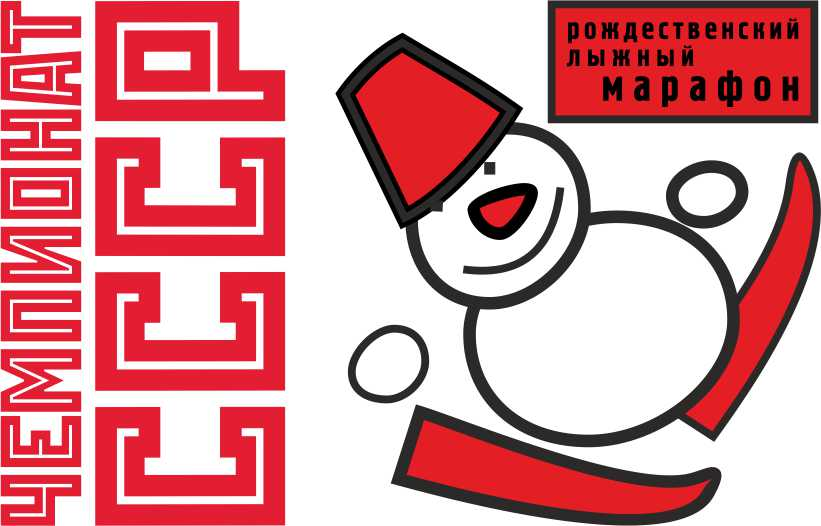 ЧЕМПИОНАТ
СССР
рождественский
лыжный
марафон